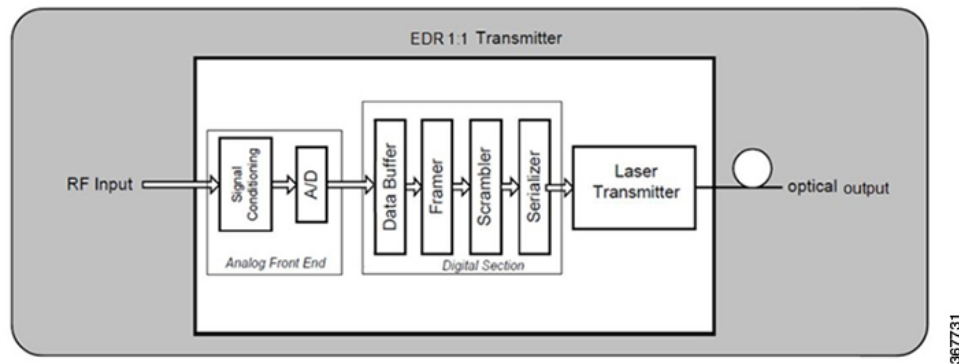 EDR 1:1 Transmitter
RF Input
Signal
Conditioning
A/D
Analog Front End
Data Buffer
Framer
Scrambler
Serializer
Digital Section
Laser
Transmitter
optical output
367731